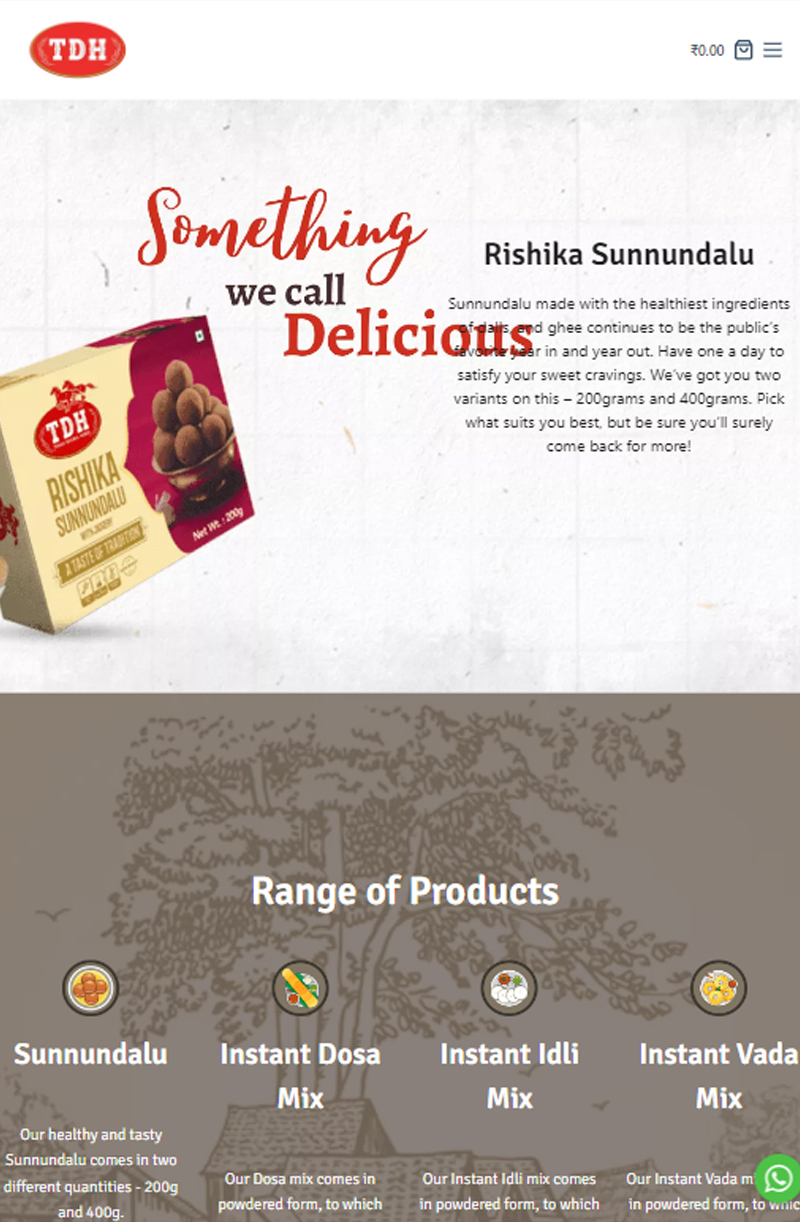 TDH
₹0.00
Something
we call
Delicious
Rishika Sunnundalu
Sunnundalu made with the healthiest ingredients
of dalls, and ghee continues to be the public's
favorite year in and year out. Have one a day to
satisfy your sweet cravings. We've got you two
variants on this – 200grams and 400grams. Pick
what suits you best, but be sure you'll surely
come back for more!
TDH
RISHIKA
SUNNUNDALU
WITH JAGGERY
A TASTE OF TRADITION
Net Wt. : 200g
Range of Products
Sunnundalu
Our healthy and tasty
Sunnundalu comes in two
different quantities - 200g
and 400g.
Instant Dosa
Mix
Our Dosa mix comes in
powdered form, to which
Instant Idli
Mix
Our Instant Idli mix comes
in powdered form, to which
Instant Vada
Mix
Our Instant Vada
in powdered form, to